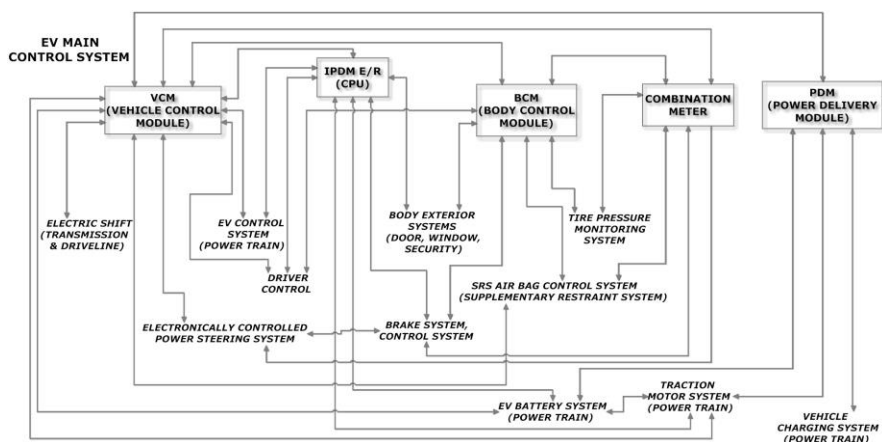 EV MAIN
CONTROL SYSTEM
VCM
(VEHICLE CONTROL
MODULE)
IPDM E/R
(CPU)
BCM
(BODY CONTROL
MODULE)
COMBINATION
METER
PDM
(POWER DELIVERY
MODULE)
ELECTRIC SHIFT
(TRANSMISSION
& DRIVELINE)
EV CONTROL
SYSTEM
(POWER TRAIN)
BODY EXTERIOR
SYSTEMS
(DOOR, WINDOW,
SECURITY)
TIRE PRESSURE
MONITORING
SYSTEM
DRIVER
CONTROL
SRS AIR BAG CONTROL SYSTEM
(SUPPLEMENTARY RESTRAINT SYSTEM)
ELECTRONICALLY CONTROLLED
POWER STEERING SYSTEM
BRAKE SYSTEM,
CONTROL SYSTEM
EV BATTERY SYSTEM
(POWER TRAIN)
TRACTION
MOTOR SYSTEM
(POWER TRAIN)
VEHICLE
CHARGING SYSTEM
(POWER TRAIN)